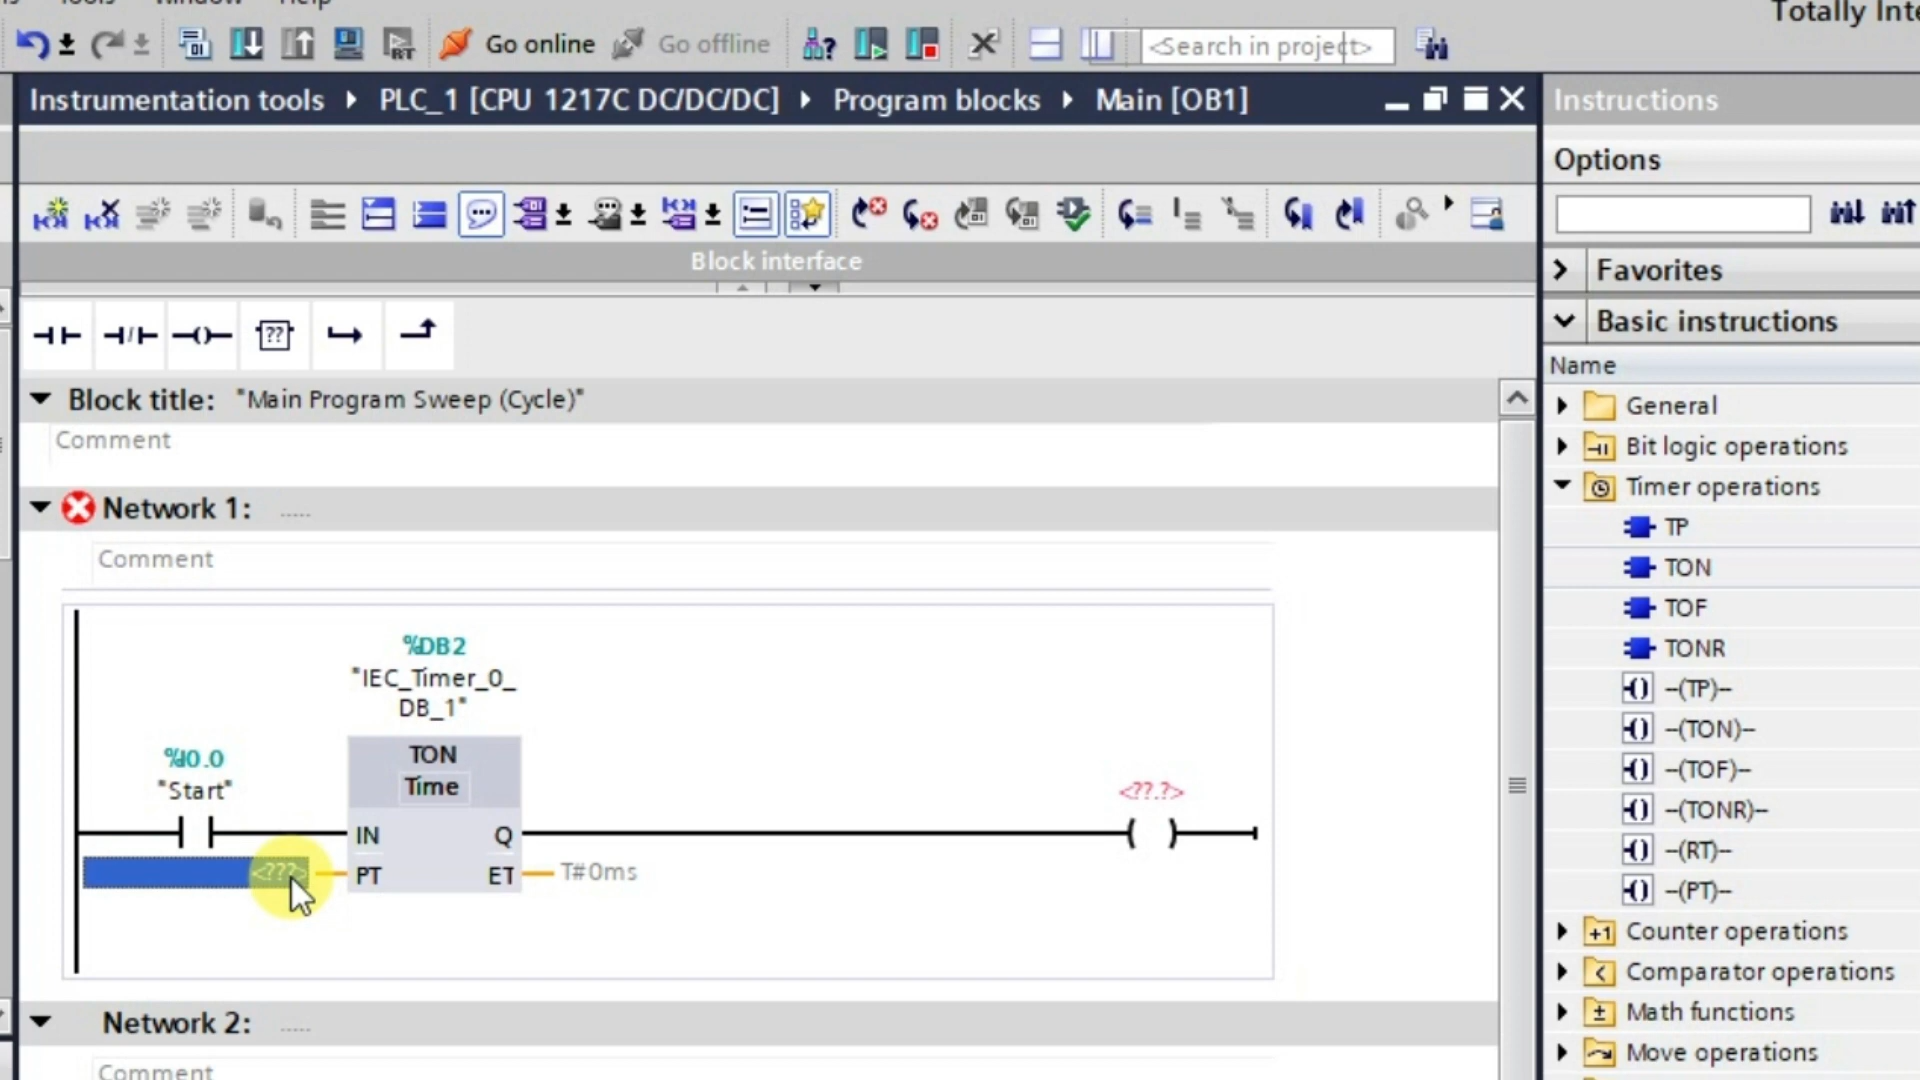 Totally Inte
Go online
Go offline
<Search in project>
Instrumentation tools
PLC_1 [CPU 1217C DC/DC/DC]
Program blocks
Main [OB1]
Instructions
Options
Block interface
Favorites
Basic instructions
Name
??
Block title: "Main Program Sweep (Cycle)"
Comment
Network 1: .....
Comment
%DB2
"IEC_Timer_0_
DB_1"
%I0.0
"Start"
TON
Time
IN
Q
<???>
PT
ET
T#0ms
<??.?>
Network 2: .....
Comment
General
Bit logic operations
Timer operations
TP
TON
TOF
TONR
-(TP)-
-(TON)-
-(TOF)-
-(TONR)-
-(RT)-
-(PT)-
Counter operations
Comparator operations
Math functions
Move operations